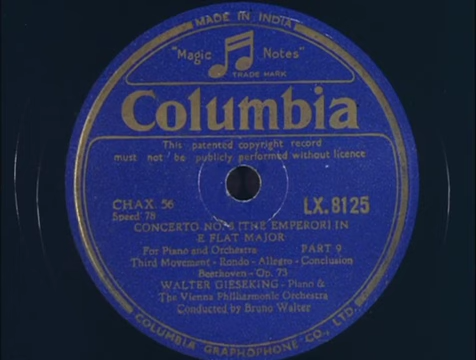 MADE IN INDIA
"Magic Notes"
TRADE MARK
Columbia
This patented copyright record
must not be publicly performed without licence
CHAX. 56 LX.8125
Speed 78
CONCERTO NO. 5 (THE EMPEROR) IN
E FLAT MAJOR
For Piano and Orchestra PART 9
Third Movement - Rondo - Allegro - Conclusion
Beethoven - Op. 73
WALTER GIESEKING - Piano &
The Vienna Philharmonic Orchestra
Conducted by Bruno Walter
COLUMBIA GRAPHOPHONE CO., LTD.